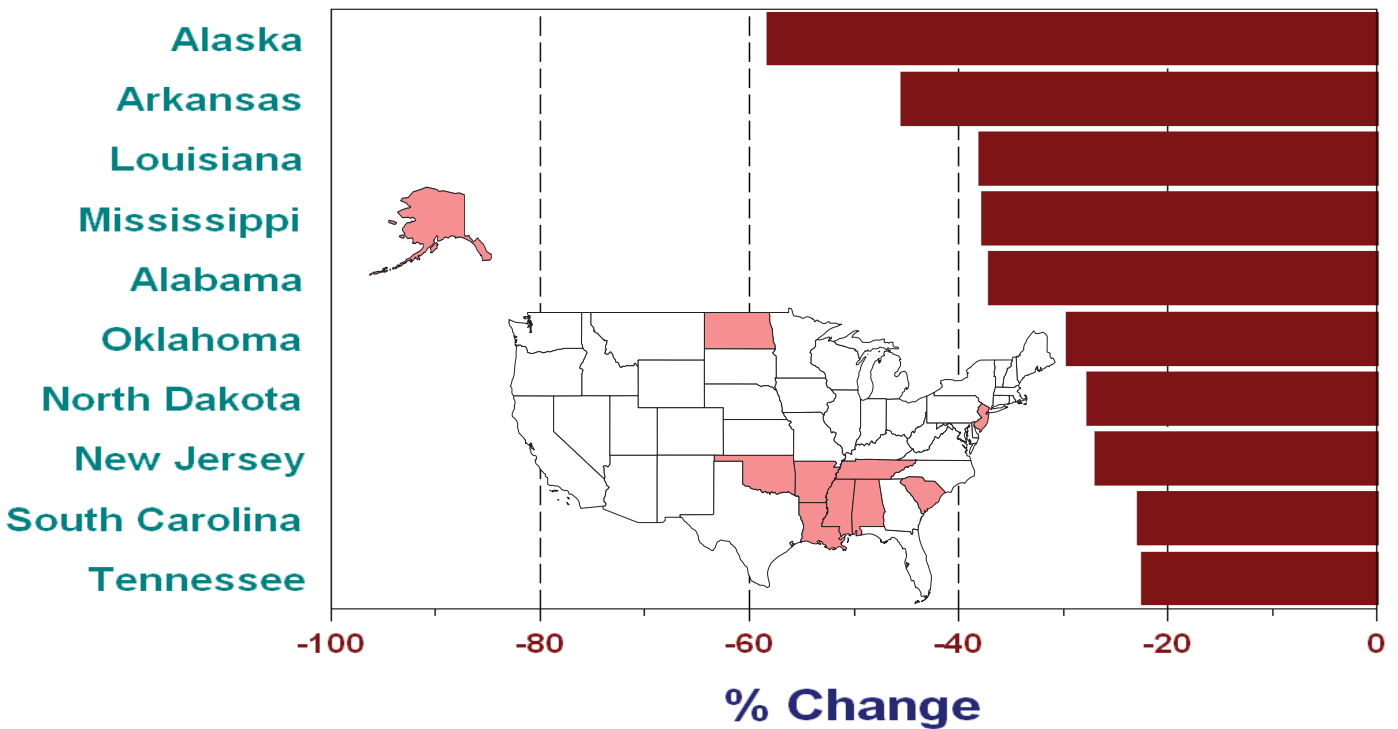 Alaska
Arkansas
Louisiana
Mississippi
Alabama
Oklahoma
North Dakota
New Jersey
South Carolina
Tennessee
-100 -80 -60 -40 -20 0
% Change